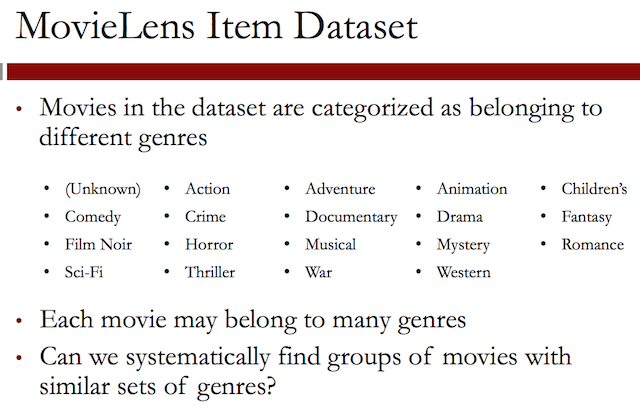 MovieLens Item Dataset
• Movies in the dataset are categorized as belonging to
different genres
• (Unknown) • Action • Adventure • Animation • Children's
• Comedy • Crime • Documentary • Drama • Fantasy
• Film Noir • Horror • Musical • Mystery • Romance
• Sci-Fi • Thriller • War • Western
• Each movie may belong to many genres
• Can we systematically find groups of movies with
similar sets of genres?